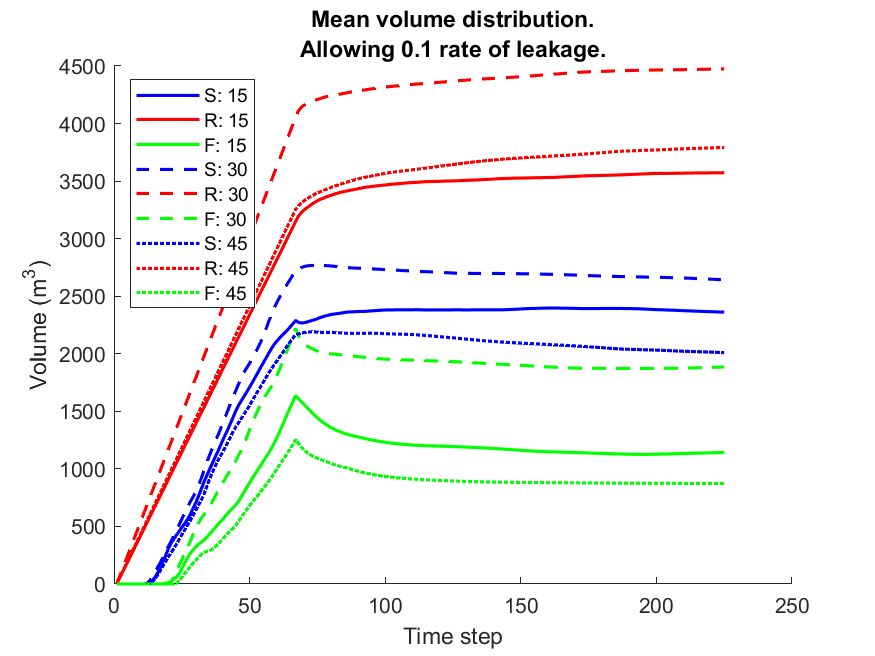 Mean volume distribution.
Allowing 0.1 rate of leakage.
4500
4000
3500
3000
2500
2000
1500
1000
500
0
Volume (m³)
S: 15
R: 15
F: 15
S: 30
R: 30
F: 30
S: 45
R: 45
F: 45
0 50 100 150 200 250
Time step